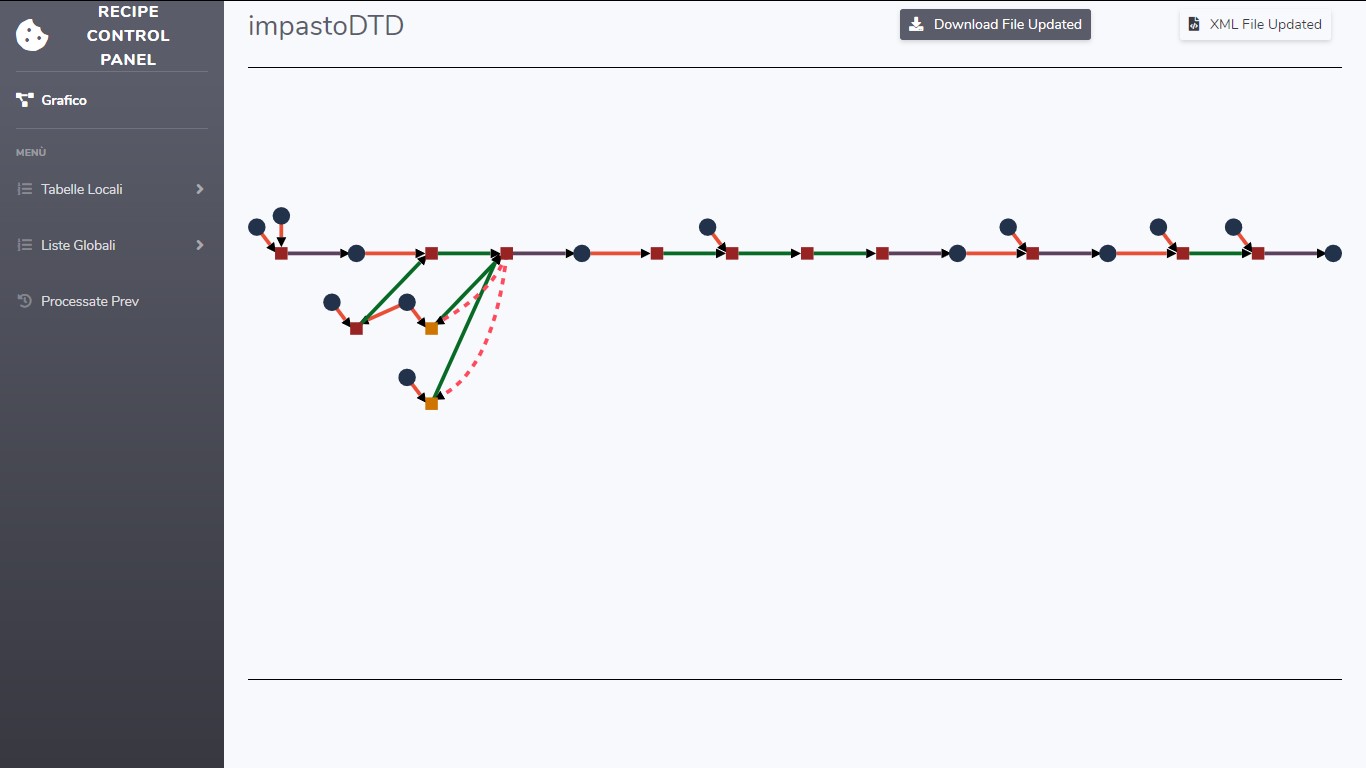 RECIPE
CONTROL
PANEL
Grafico
MENÙ
Tabelle Locali
Liste Globali
Processate Prev
impastoDTD
Download File Updated
XML File Updated